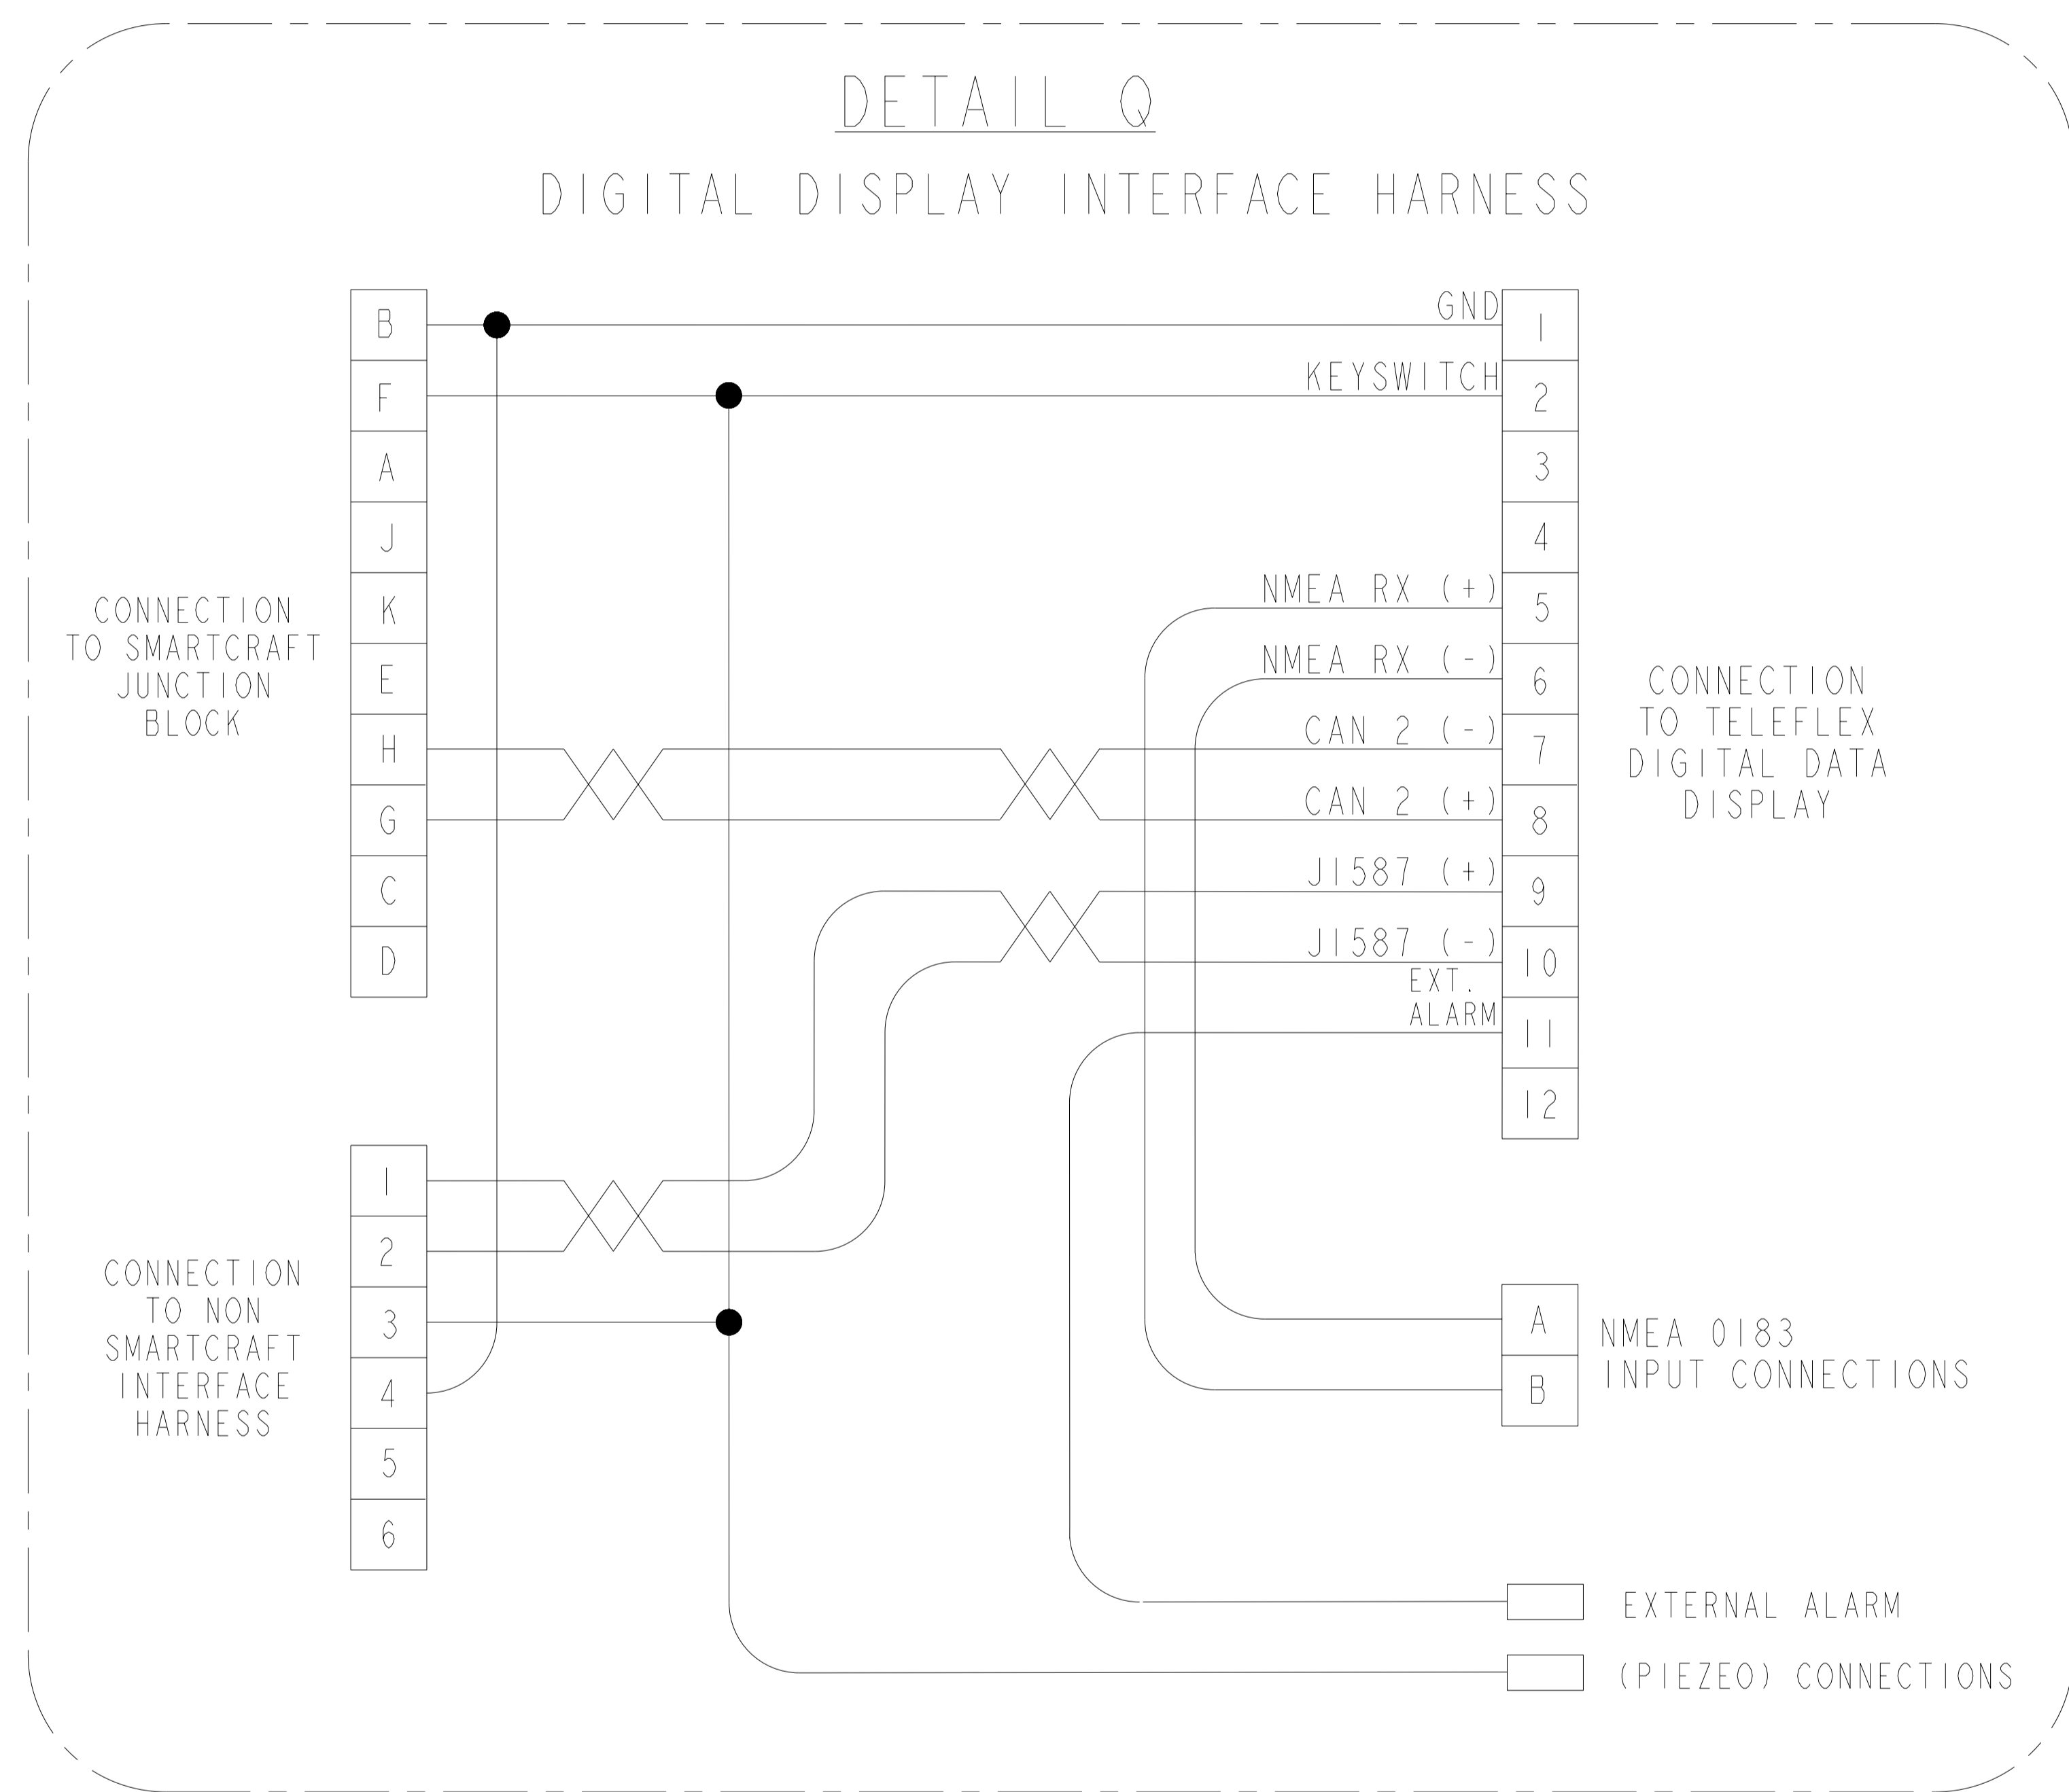 DETAIL Q
DIGITAL DISPLAY INTERFACE HARNESS
CONNECTION
TO SMARTCRAFT
JUNCTION
BLOCK
B
F
A
J
K
E
H
G
C
D
CONNECTION
TO NON
SMARTCRAFT
INTERFACE
HARNESS
1
2
3
4
5
6
GND
KEYSWITCH
NMEA RX (+)
NMEA RX (-)
CAN 2 (-)
CAN 2 (+)
J1587 (+)
J1587 (-)
EXT.
ALARM
1
2
3
4
5
6
7
8
9
10
11
12
CONNECTION
TO TELEFLEX
DIGITAL DATA
DISPLAY
A
B
NMEA 0183
INPUT CONNECTIONS
EXTERNAL ALARM
(PIEZO) CONNECTIONS